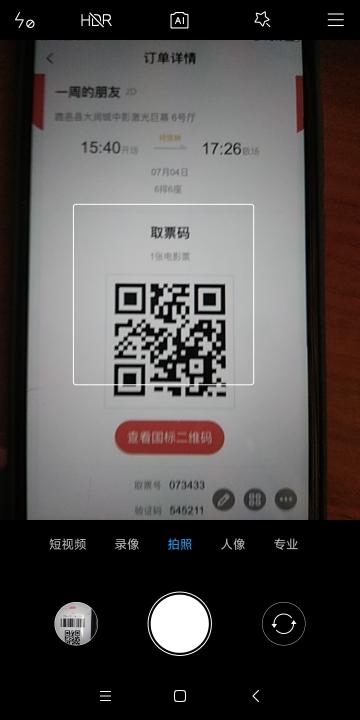 HDR
AI
订单详情
一周的朋友 2D
鹿邑县大润城中影激光巨幕 6号厅
15:40开场
待放映
17:26散场
07月04日
6排6座
取票码
1张电影票
查看国标二维码
取票号 073433
验证码 545211
短视频 录像 拍照 人像 专业